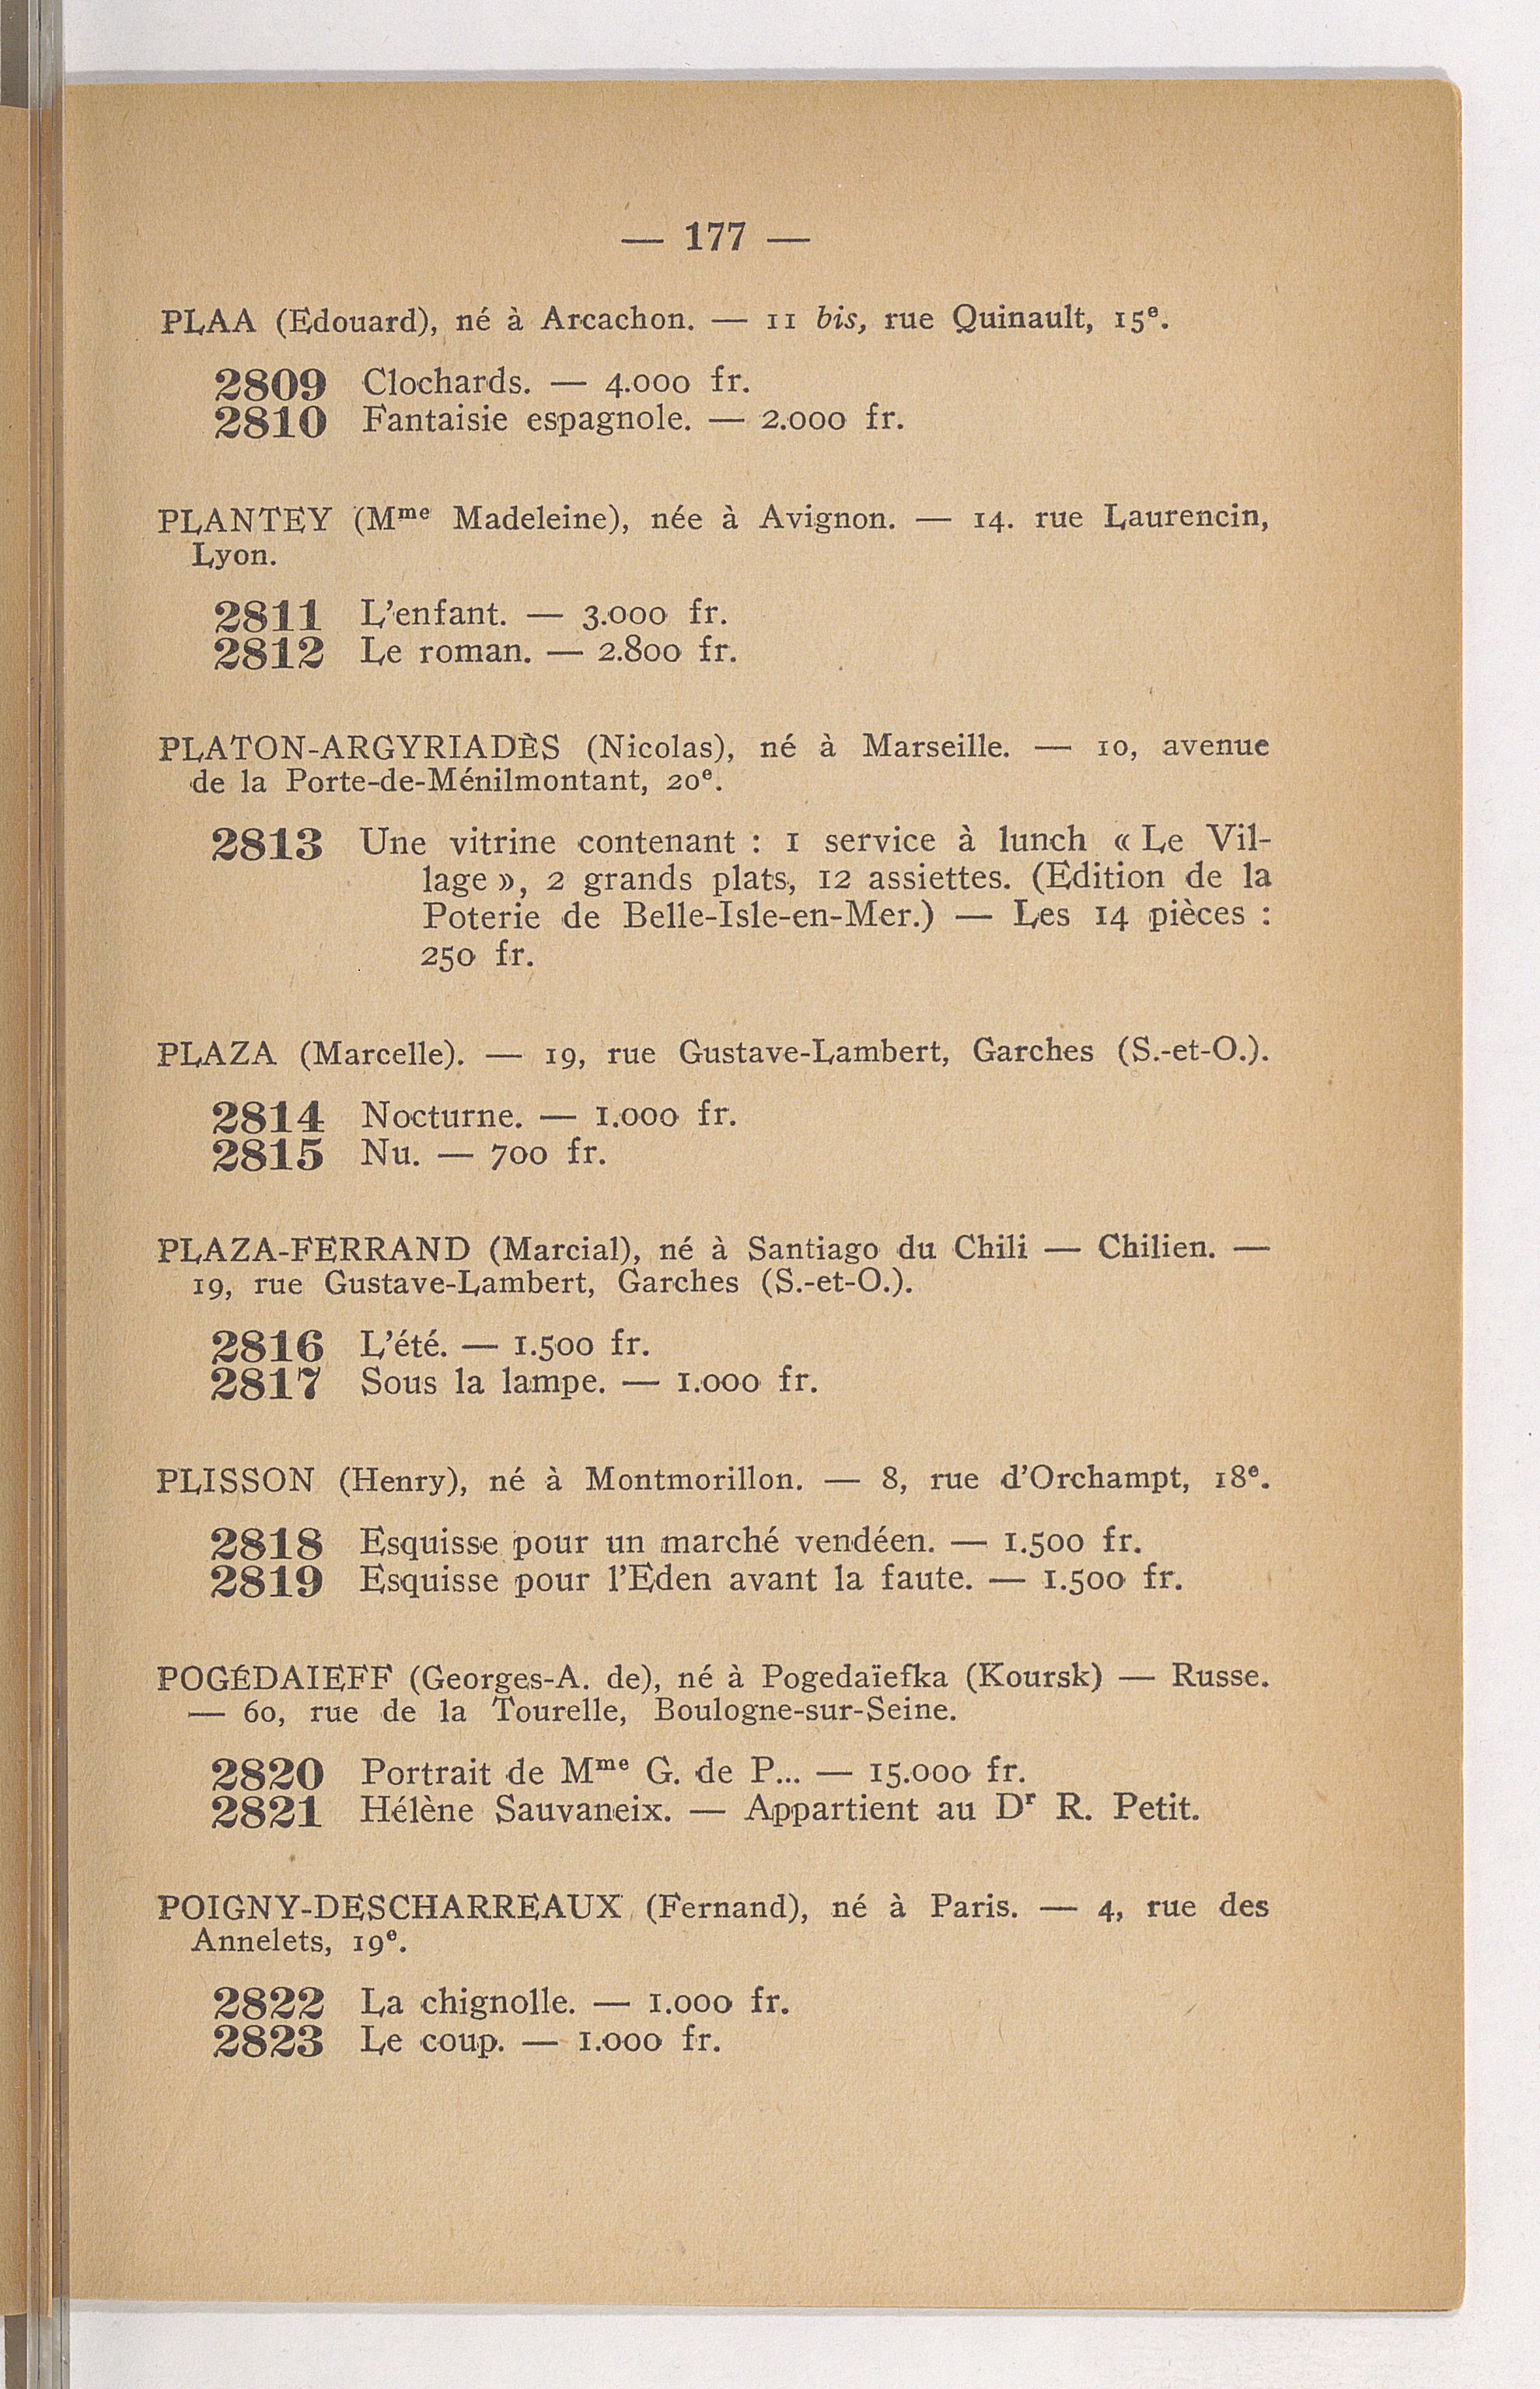 — 177 —
PLAA (Edouard), né à Arcachon. — 11 bis, rue Quinault, 15e.
2809 Clochards. — 4.000 fr.
2810 Fantaisie espagnole. — 2.000 fr.
PLANTEY (Mme Madeleine), née à Avignon. — 14. rue Laurencin,
Lyon.
2811 L'enfant. — 3.000 fr.
2812 Le roman. — 2.800 fr.
PLATON-ARGYRIADÈS (Nicolas), né à Marseille. — 10, avenue
de la Porte-de-Ménilmontant, 20e.
2813 Une vitrine contenant : 1 service à lunch « Le Vil-
lage », 2 grands plats, 12 assiettes. (Edition de la
Poterie de Belle-Isle-en-Mer.) — Les 14 pièces :
250 fr.
PLAZA (Marcelle). — 19, rue Gustave-Lambert, Garches (S.-et-O.).
2814 Nocturne. — 1.000 fr.
2815 Nu. — 700 fr.
PLAZA-FERRAND (Marcial), né à Santiago du Chili — Chilien. —
19, rue Gustave-Lambert, Garches (S.-et-O.).
2816 L'été. — 1.500 fr.
2817 Sous la lampe. — 1.000 fr.
PLISSON (Henry), né à Montmorillon. — 8, rue d'Orchampt, 18e.
2818 Esquisse pour un marché vendéen. — 1.500 fr.
2819 Esquisse pour l'Eden avant la faute. — 1.500 fr.
POGÉDAIEFF (Georges-A. de), né à Pogedaïefka (Koursk) — Russe.
— 60, rue de la Tourelle, Boulogne-sur-Seine.
2820 Portrait de Mme G. de P... — 15.000 fr.
2821 Hélène Sauvaneix. — Appartient au Dr R. Petit.
POIGNY-DESCHARREAUX (Fernand), né à Paris. — 4, rue des
Annelets, 19e.
2822 La chignolle. — 1.000 fr.
2823 Le coup. — 1.000 fr.